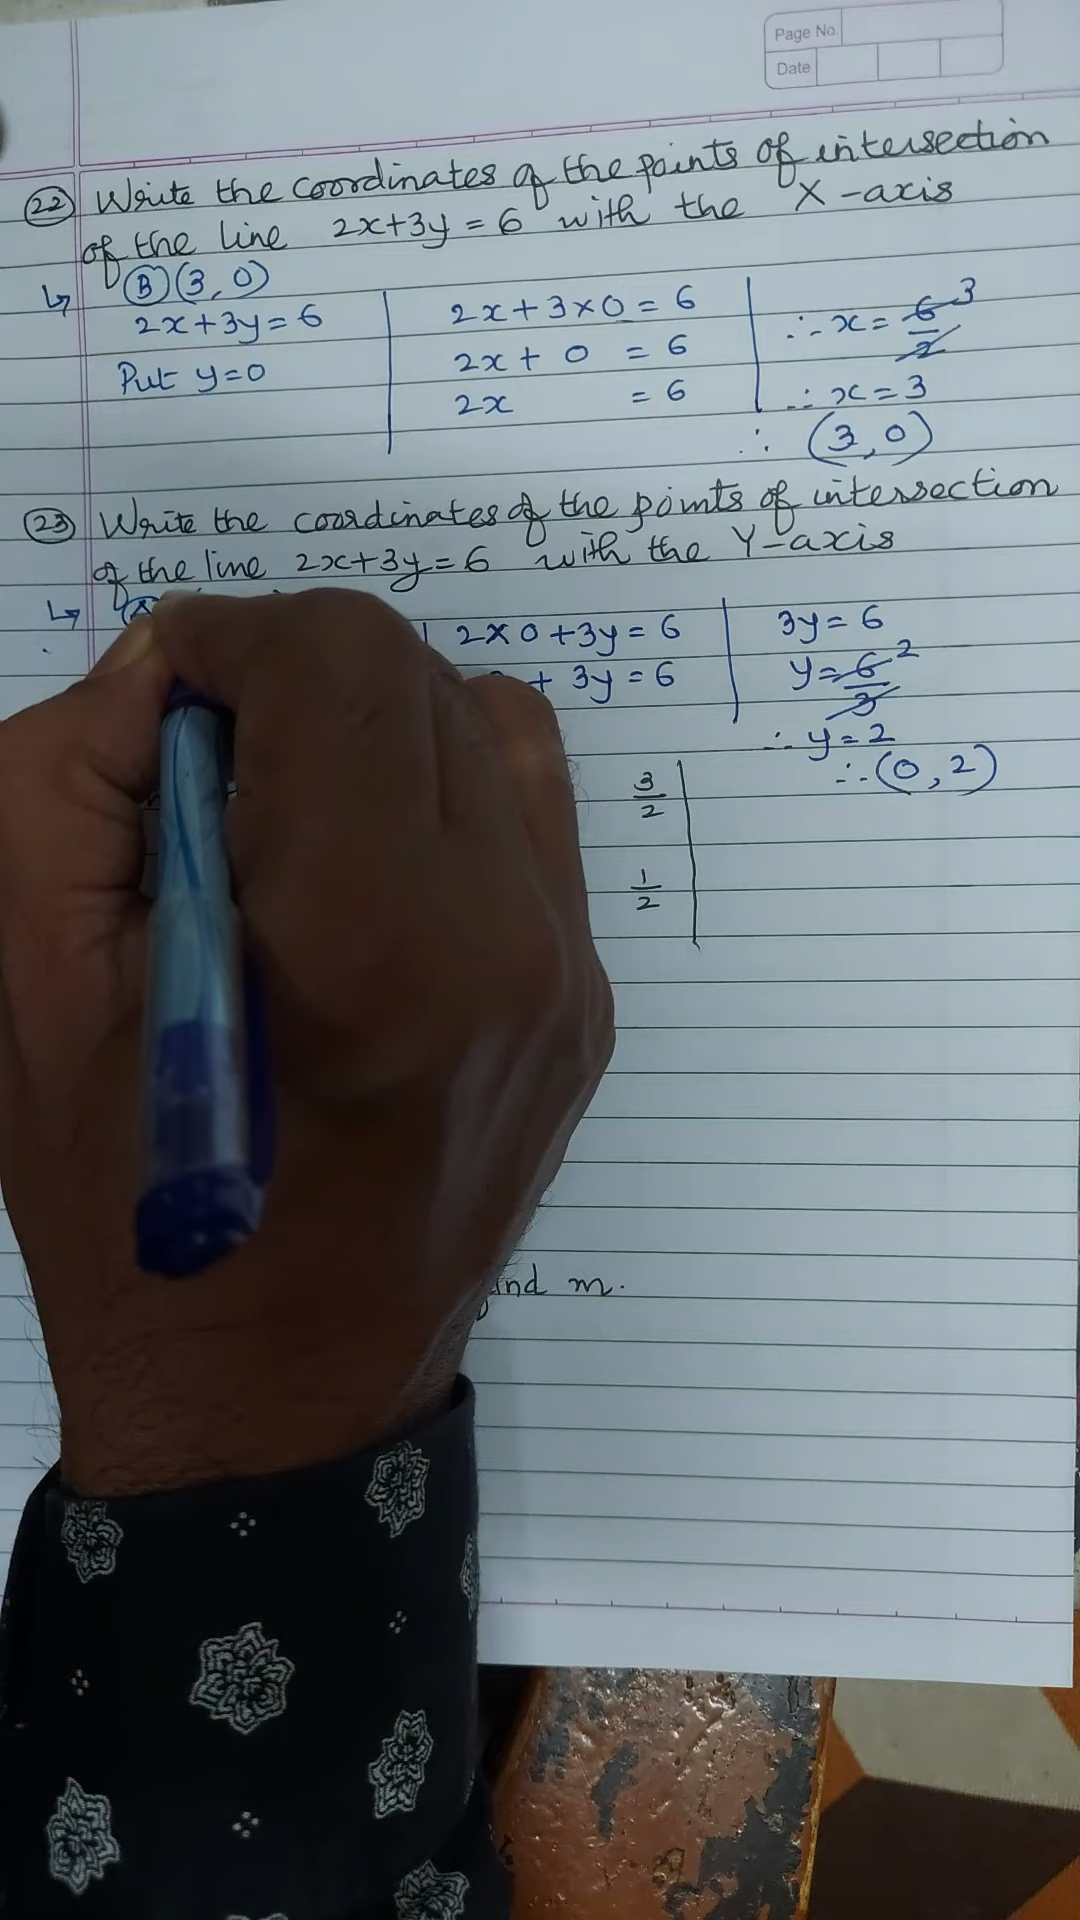 Page No.
Date
22 Write the coordinates of the points of intersection
of the line 2x+3y = 6 with the X-axis
↳ B (3, 0)
2x+3y = 6
Put y=0
2x + 3×0 = 6
2x + 0 = 6
2x = 6
∴ x = 6/2 3
∴ x = 3
∴ (3, 0)
23 Write the coordinates of the points of intersection
of the line 2x+3y = 6 with the Y-axis
↳ A
2×0+3y = 6
+ 3y = 6
3y = 6
y = 6/3 2
∴ y = 2
∴ (0, 2)
3/2
1/2
m.